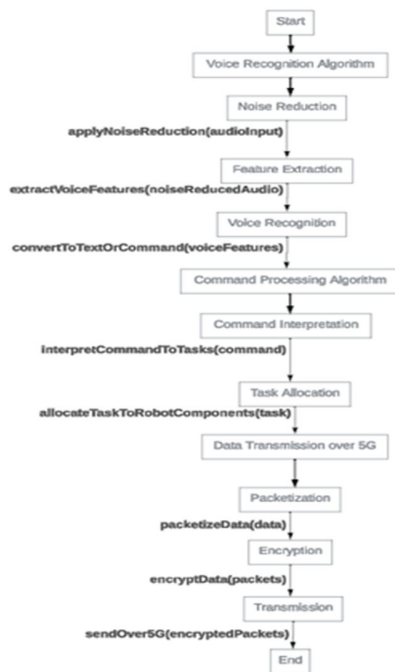 Start
Voice Recognition Algorithm
Noise Reduction
applyNoiseReduction(audioInput)
Feature Extraction
extractVoiceFeatures(noiseReducedAudio)
Voice Recognition
convertToTextOrCommand(voiceFeatures)
Command Processing Algorithm
Command Interpretation
interpretCommandToTasks(command)
Task Allocation
allocateTaskToRobotComponents(task)
Data Transmission over 5G
Packetization
packetizeData(data)
Encryption
encryptData(packets)
Transmission
sendOver5G(encryptedPackets)
End